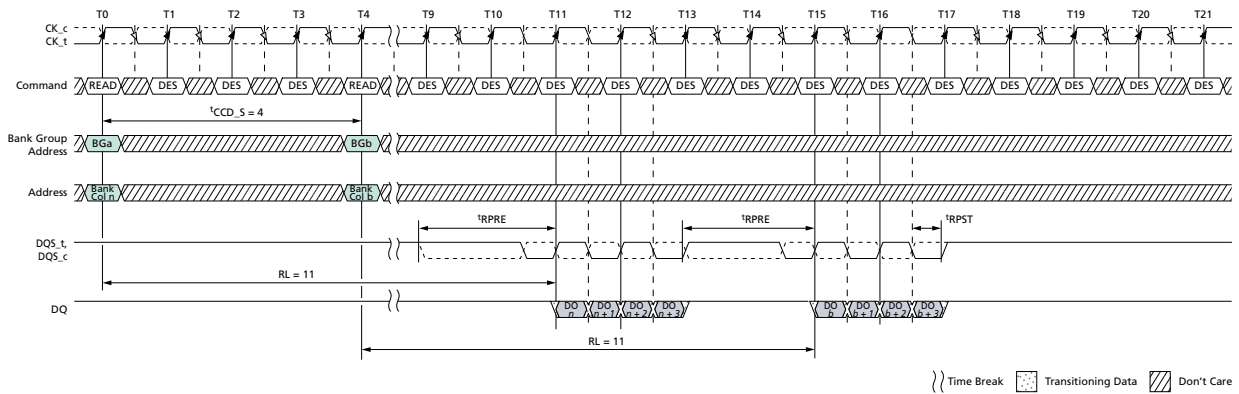 T0 T1 T2 T3 T4 T9 T10 T11 T12 T13 T14 T15 T16 T17 T18 T19 T20 T21
CK_c
CK_t
Command READ DES DES DES READ DES DES DES DES DES DES DES DES DES DES DES DES DES
tCCD_S = 4
Bank Group
Address
BGa BGb
Address
Bank
Col n
Bank
Col b
tRPRE tRPRE tRPST
DQS_t,
DQS_c
RL = 11
DQ
DO
n
DO
n + 1
DO
n + 2
DO
n + 3
DO
b
DO
b + 1
DO
b + 2
DO
b + 3
RL = 11
Time Break Transitioning Data Don't Care